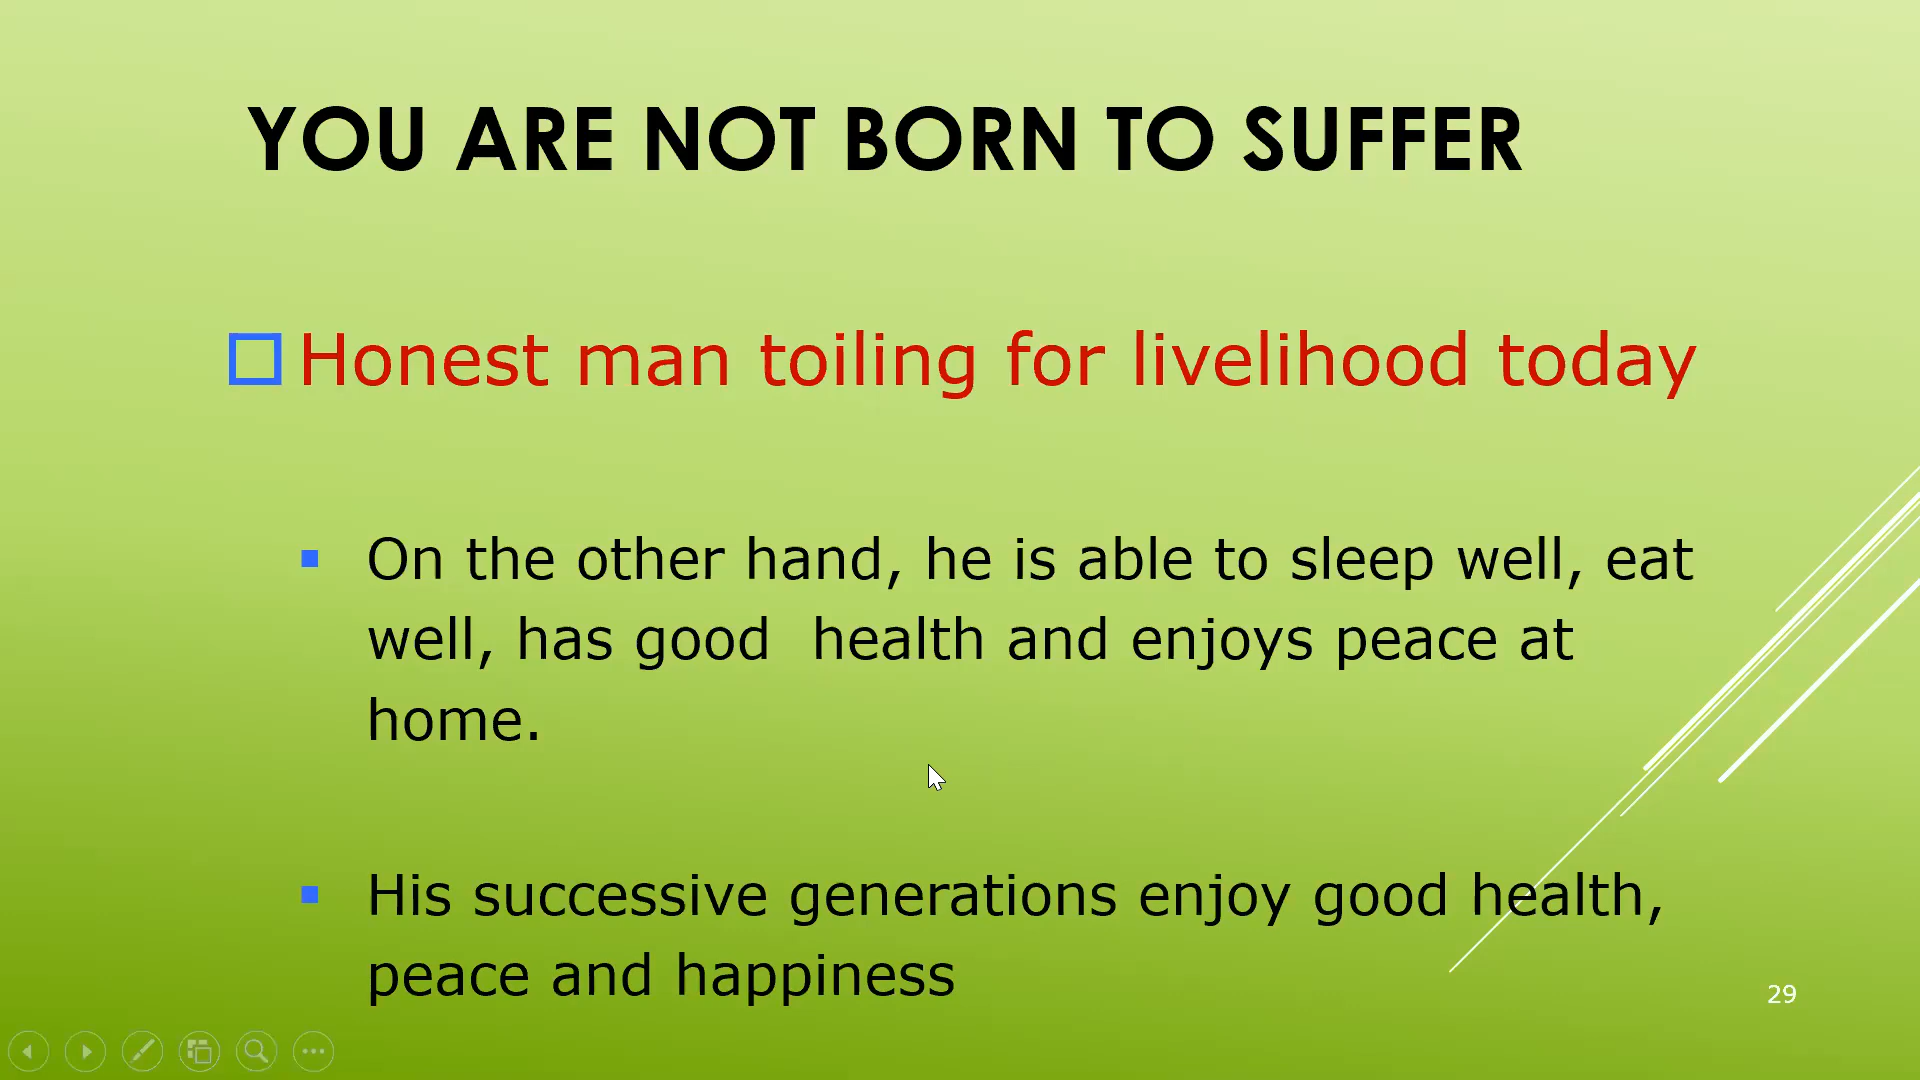 YOU ARE NOT BORN TO SUFFER
Honest man toiling for livelihood today
On the other hand, he is able to sleep well, eat
well, has good  health and enjoys peace at
home.
His successive generations enjoy good health,
peace and happiness
29